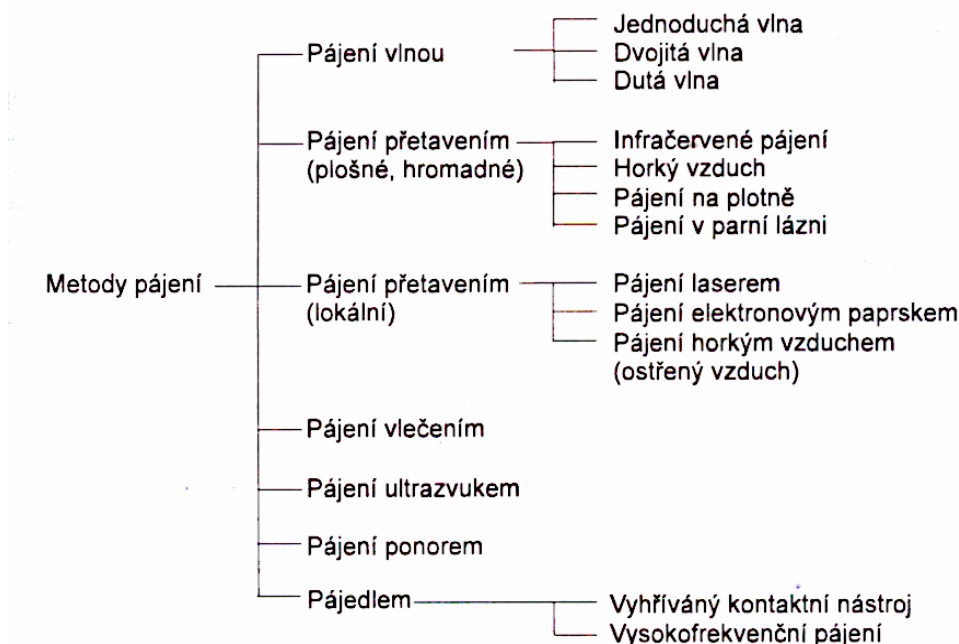 Metody pájení
Pájení vlnou
Jednoduchá vlna
Dvojitá vlna
Dutá vlna
Pájení přetavením
(plošné, hromadné)
Infračervené pájení
Horký vzduch
Pájení na plotně
Pájení v parní lázni
Pájení přetavením
(lokální)
Pájení laserem
Pájení elektronovým paprskem
Pájení horkým vzduchem
(ostřený vzduch)
Pájení vlečením
Pájení ultrazvukem
Pájení ponorem
Pájedlem
Vyhříváný kontaktní nástroj
Vysokofrekvenční pájení